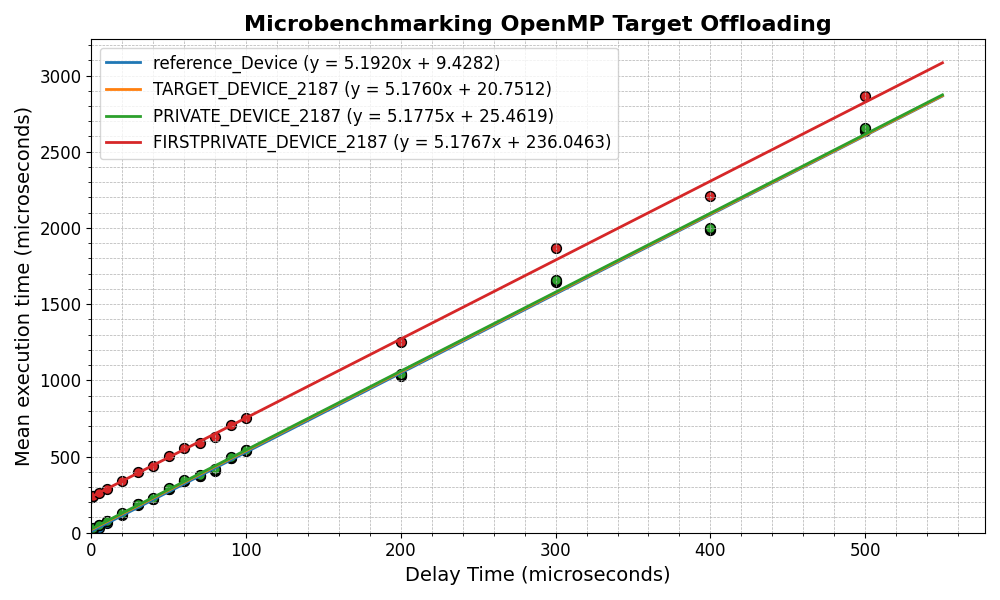 Microbenchmarking OpenMP Target Offloading
reference_Device (y = 5.1920x + 9.4282)
TARGET_DEVICE_2187 (y = 5.1760x + 20.7512)
PRIVATE_DEVICE_2187 (y = 5.1775x + 25.4619)
FIRSTPRIVATE_DEVICE_2187 (y = 5.1767x + 236.0463)
Mean execution time (microseconds)
3000
2500
2000
1500
1000
500
0
0 100 200 300 400 500
Delay Time (microseconds)